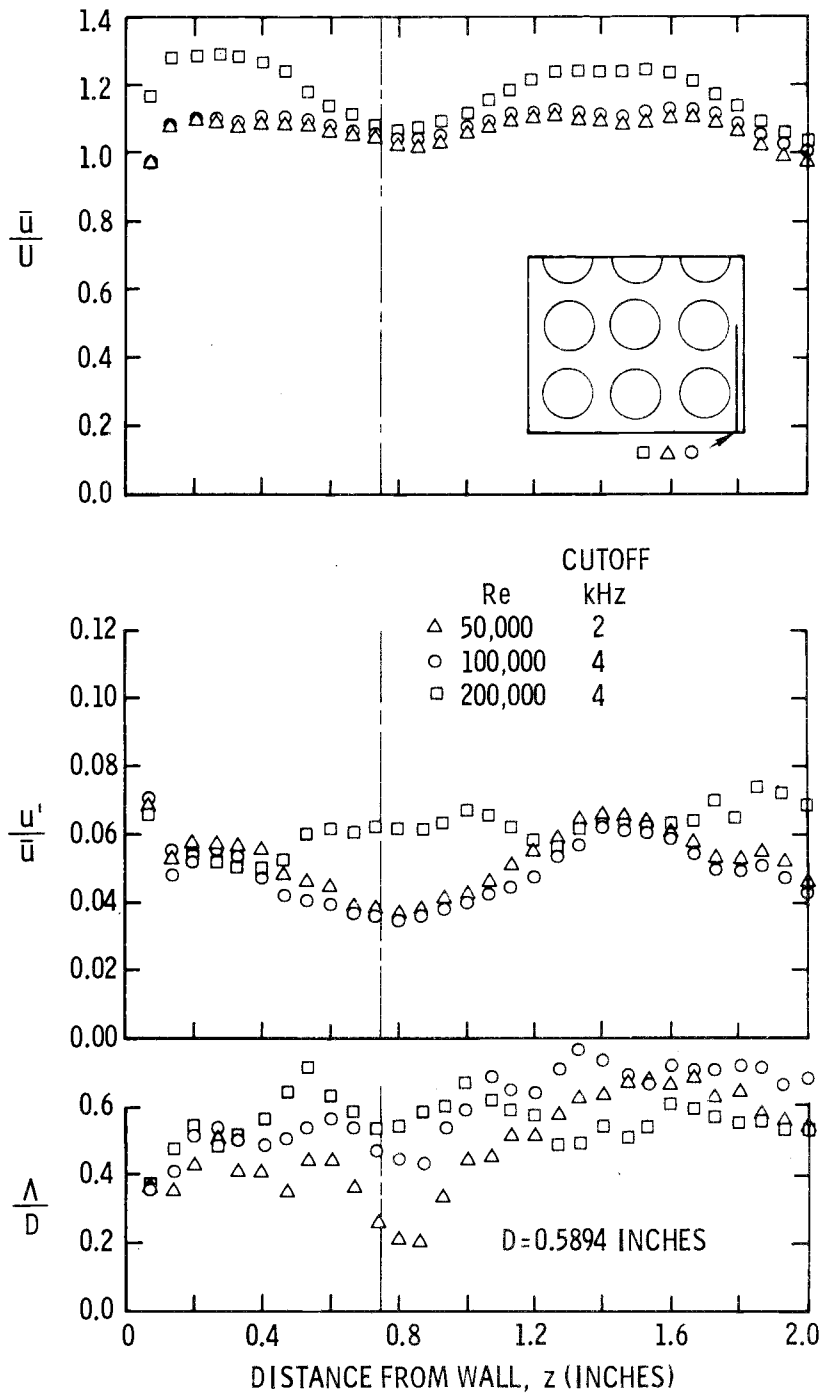 1.4
1.2
1.0
0.8
0.6
0.4
0.2
0.0
ū
U
CUTOFF
Re kHz
△ 50,000 2
○ 100,000 4
□ 200,000 4
0.12
0.10
0.08
0.06
0.04
0.02
0.00
u'
ū
0.6
0.4
0.2
0.0
Λ
D
D=0.5894 INCHES
0 0.4 0.8 1.2 1.6 2.0
DISTANCE FROM WALL, z (INCHES)